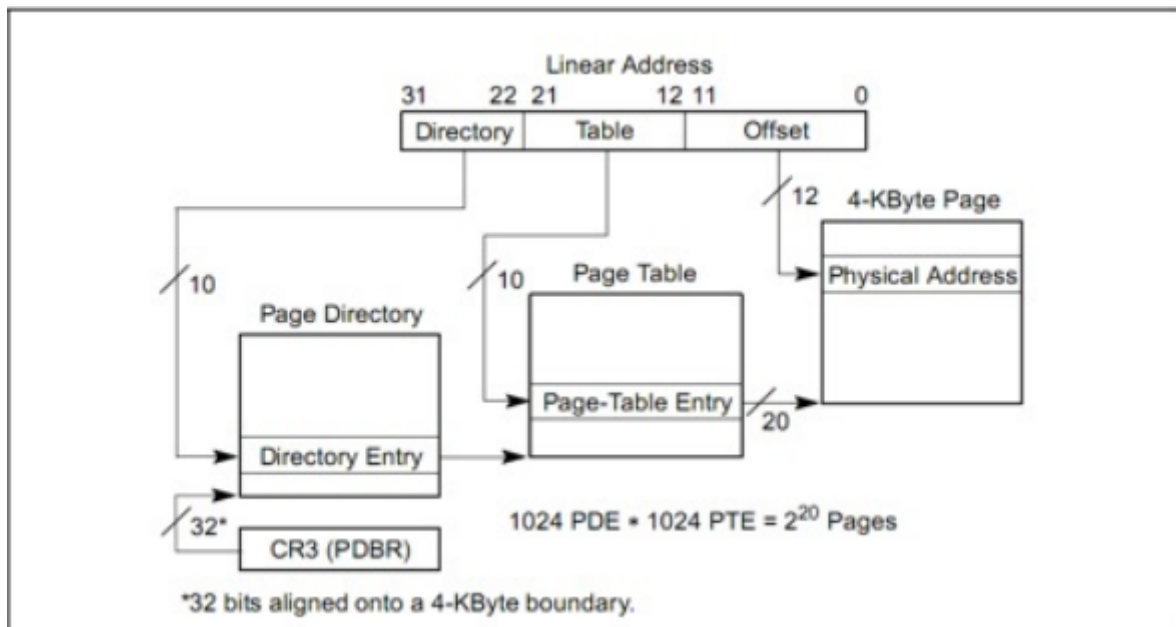 Linear Address
31 22 21 12 11 0
Directory Table Offset
12
4-KByte Page
10
10
Page Table
Physical Address
Page Directory
Page-Table Entry
20
Directory Entry
32*
1024 PDE * 1024 PTE = 2²⁰ Pages
CR3 (PDBR)
*32 bits aligned onto a 4-KByte boundary.